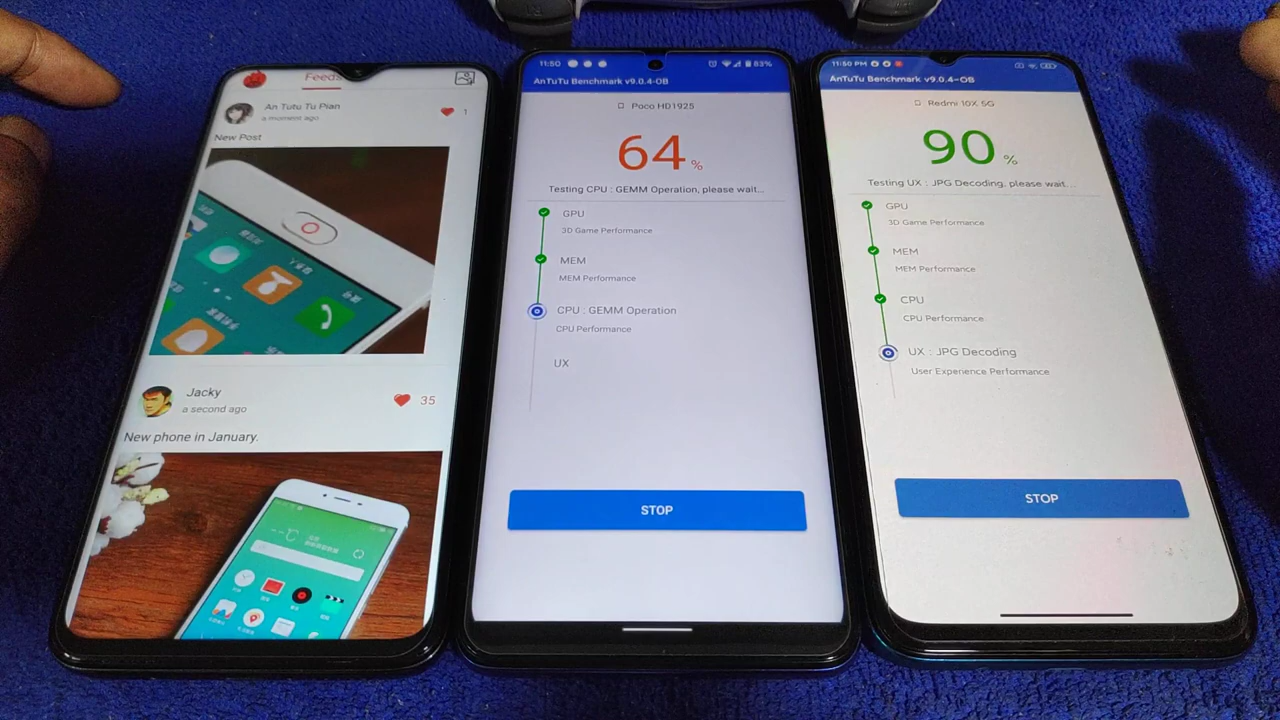 Feeds
An Tutu Tu Pian
a moment ago
1
New Post
Jacky
a second ago
35
New phone in January.
11:50
83%
AnTuTu Benchmark v9.0.4-OB
Poco HD1925
64%
Testing CPU : GEMM Operation, please wait...
GPU
3D Game Performance
MEM
MEM Performance
CPU : GEMM Operation
CPU Performance
UX
STOP
11:50 PM
AnTuTu Benchmark v9.0.4-OB
Redmi 10X 5G
90%
Testing UX : JPG Decoding, please wait...
GPU
3D Game Performance
MEM
MEM Performance
CPU
CPU Performance
UX : JPG Decoding
User Experience Performance
STOP